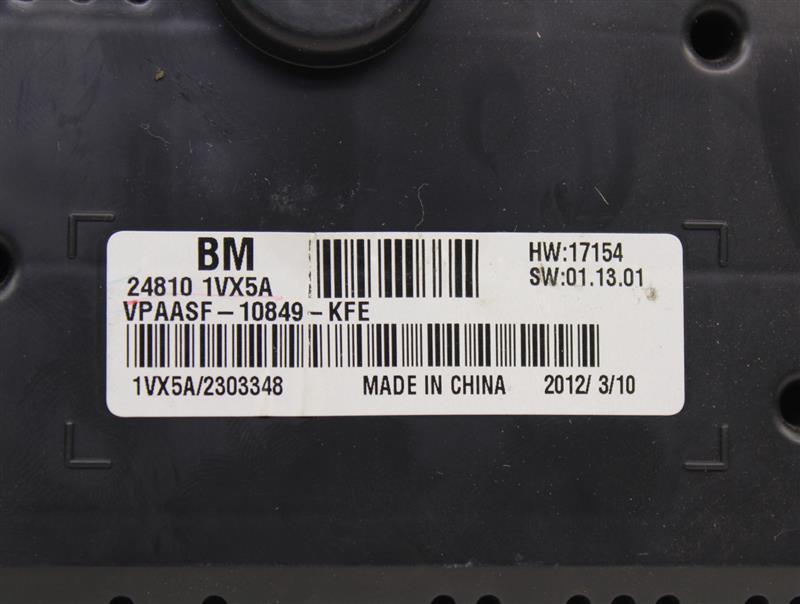 BM
HW:17154
24810 1VX5A
SW:01.13.01
VPAASF-10849-KFE
1VX5A/2303348 MADE IN CHINA 2012/ 3/10